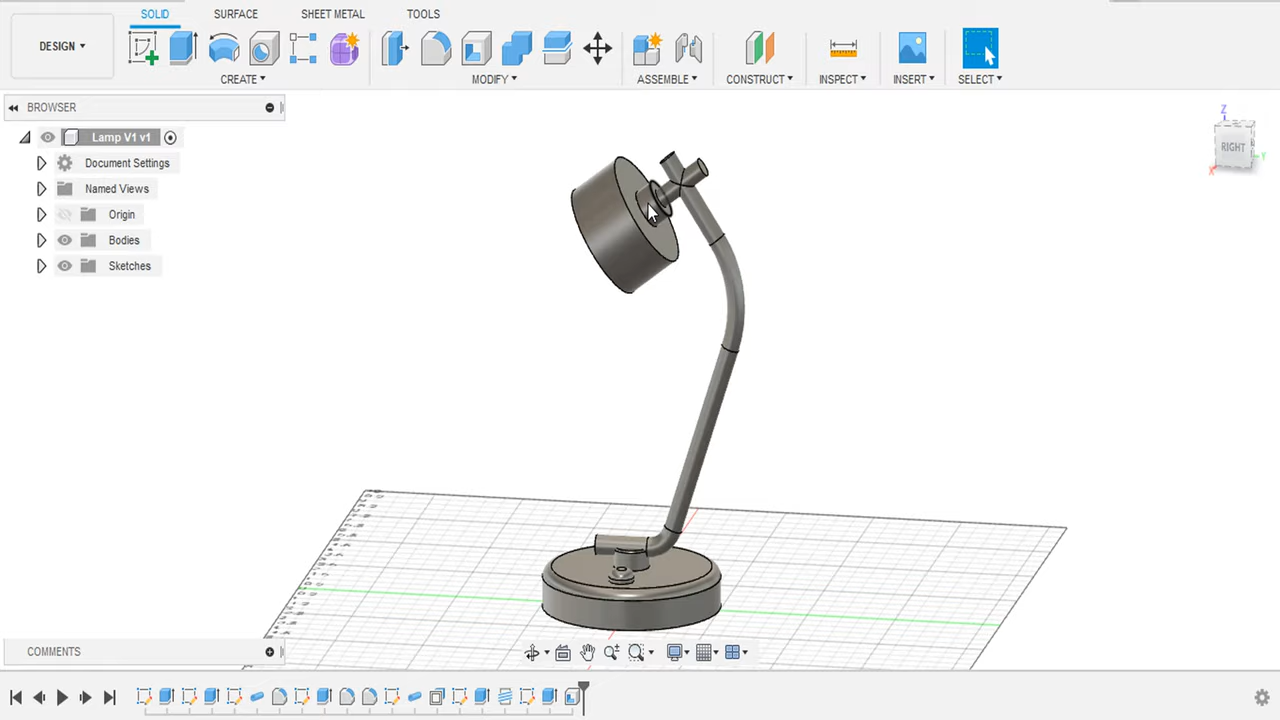 SOLID SURFACE SHEET METAL TOOLS
DESIGN
CREATE MODIFY ASSEMBLE CONSTRUCT INSPECT INSERT SELECT
BROWSER
Lamp V1 v1
Document Settings
Named Views
Origin
Bodies
Sketches
Z
RIGHT
Y
X
COMMENTS